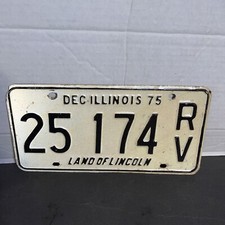 DEC ILLINOIS 75
25 174 RV
LAND OF LINCOLN